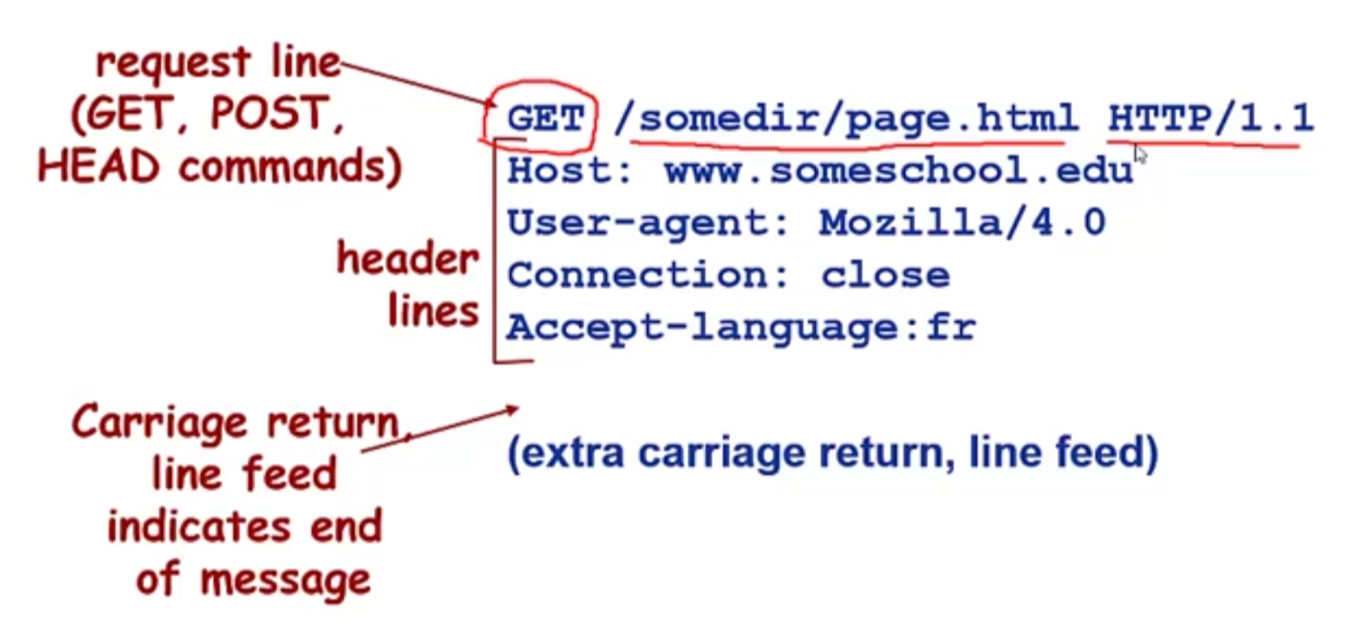 request line
(GET, POST,
HEAD commands)
GET /somedir/page.html HTTP/1.1
Host: www.someschool.edu
User-agent: Mozilla/4.0
Connection: close
Accept-language:fr
header
lines
Carriage return,
line feed
indicates end
of message
(extra carriage return, line feed)